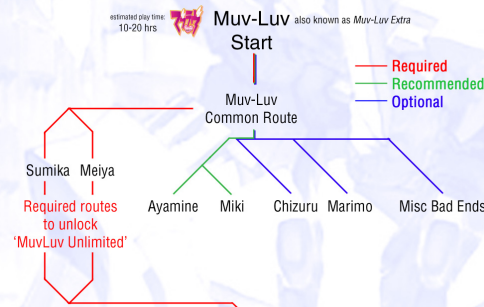 estimated play time:
10-20 hrs
Muv-Luv also known as Muv-Luv Extra
Start
Required
Recommended
Optional
Muv-Luv
Common Route
Sumika Meiya
Required routes
to unlock
'MuvLuv Unlimited'
Ayamine Miki Chizuru Marimo Misc Bad Ends